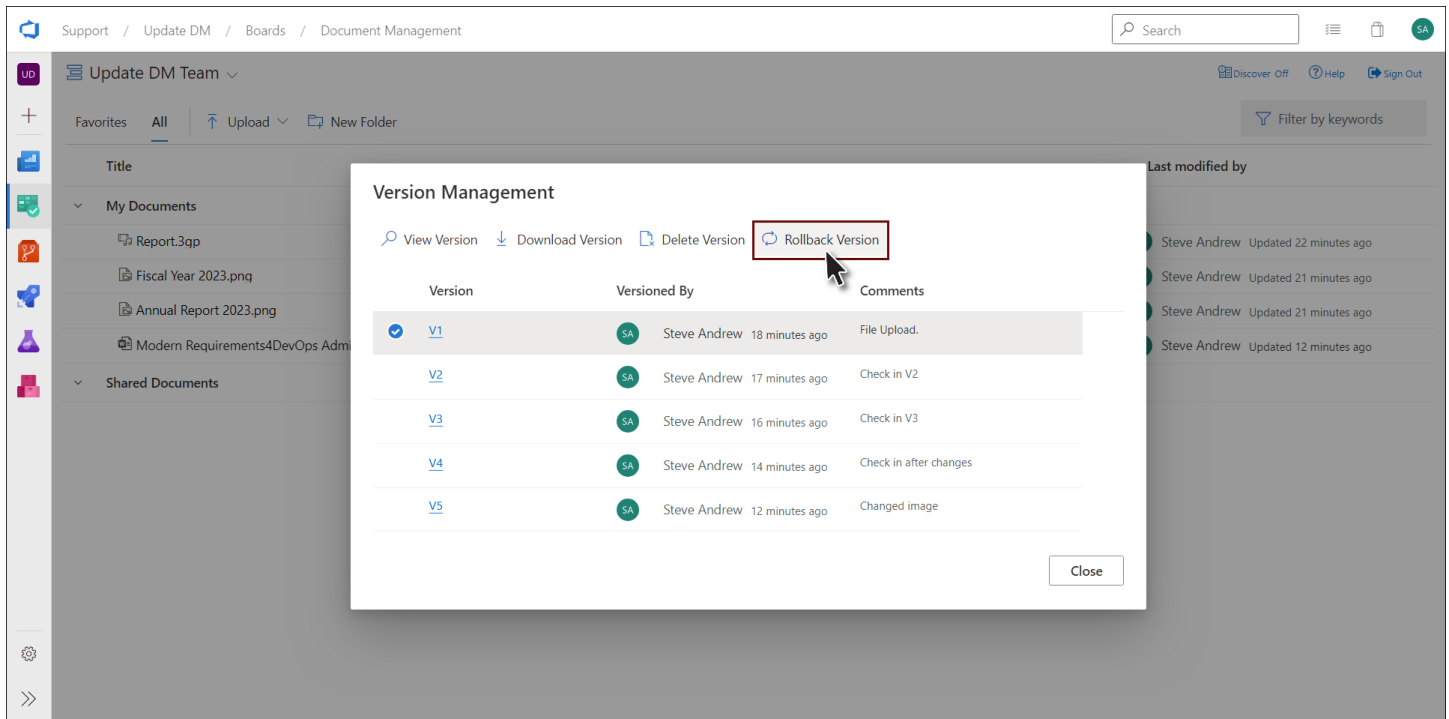 Support / Update DM / Boards / Document Management
Search
SA
UD
Update DM Team
Discover Off
Help
Sign Out
Favorites
All
Upload
New Folder
Filter by keywords
Title
Last modified by
My Documents
Report.3gp
Steve Andrew Updated 22 minutes ago
Fiscal Year 2023.png
Steve Andrew Updated 21 minutes ago
Annual Report 2023.png
Steve Andrew Updated 21 minutes ago
Modern Requirements4DevOps Admi
Steve Andrew Updated 12 minutes ago
Shared Documents
Version Management
View Version
Download Version
Delete Version
Rollback Version
Version Versioned By Comments
V1 SA Steve Andrew 18 minutes ago File Upload.
V2 SA Steve Andrew 17 minutes ago Check in V2
V3 SA Steve Andrew 16 minutes ago Check in V3
V4 SA Steve Andrew 14 minutes ago Check in after changes
V5 SA Steve Andrew 12 minutes ago Changed image
Close